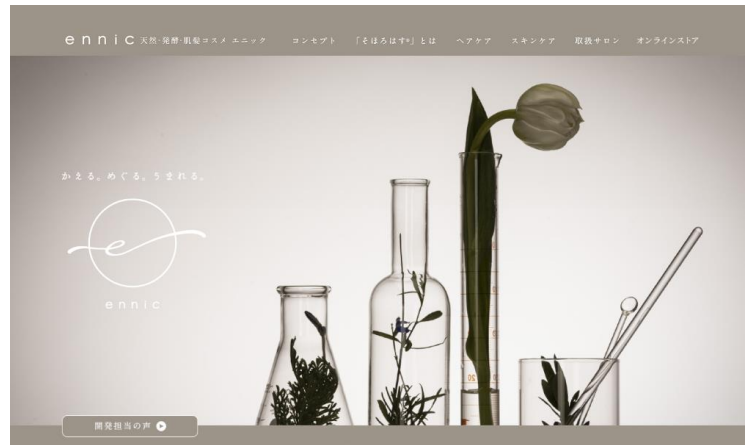 ennic 天然・発酵・肌髪コスメ エニック コンセプト 「そほろはす®」とは ヘアケア スキンケア 取扱サロン オンラインストア
かえる。めぐる。うまれる。
e
ennic
開発担当の声